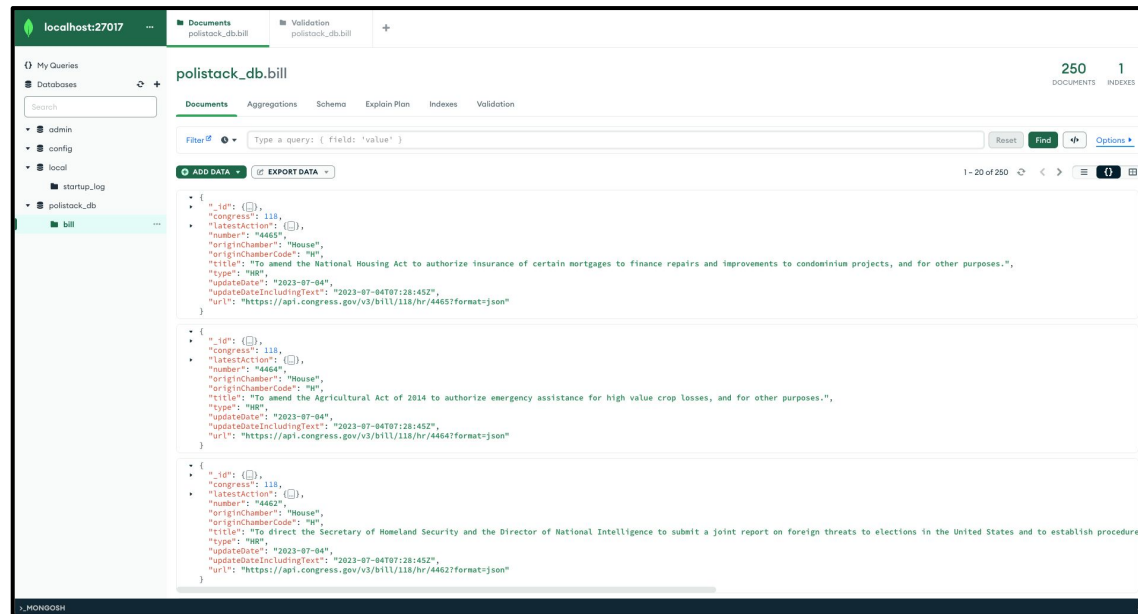 localhost:27017 ...
Documents
polistack_db.bill
Validation
polistack_db.bill
+
{} My Queries
Databases
Search
admin
config
local
startup_log
polistack_db
bill ...
polistack_db.bill
250
DOCUMENTS
1
INDEXES
Documents Aggregations Schema Explain Plan Indexes Validation
Filter Type a query: { field: 'value' } Reset Find </> Options
ADD DATA EXPORT DATA 1 – 20 of 250 {}
{
"_id": {…},
"congress": 118,
"latestAction": {…},
"number": "4465",
"originChamber": "House",
"originChamberCode": "H",
"title": "To amend the National Housing Act to authorize insurance of certain mortgages to finance repairs and improvements to condominium projects, and for other purposes.",
"type": "HR",
"updateDate": "2023-07-04",
"updateDateIncludingText": "2023-07-04T07:28:45Z",
"url": "https://api.congress.gov/v3/bill/118/hr/4465?format=json"
}
{
"_id": {…},
"congress": 118,
"latestAction": {…},
"number": "4464",
"originChamber": "House",
"originChamberCode": "H",
"title": "To amend the Agricultural Act of 2014 to authorize emergency assistance for high value crop losses, and for other purposes.",
"type": "HR",
"updateDate": "2023-07-04",
"updateDateIncludingText": "2023-07-04T07:28:45Z",
"url": "https://api.congress.gov/v3/bill/118/hr/4464?format=json"
}
{
"_id": {…},
"congress": 118,
"latestAction": {…},
"number": "4462",
"originChamber": "House",
"originChamberCode": "H",
"title": "To direct the Secretary of Homeland Security and the Director of National Intelligence to submit a joint report on foreign threats to elections in the United States and to establish procedure
"type": "HR",
"updateDate": "2023-07-04",
"updateDateIncludingText": "2023-07-04T07:28:45Z",
"url": "https://api.congress.gov/v3/bill/118/hr/4462?format=json"
}
>_MONGOSH